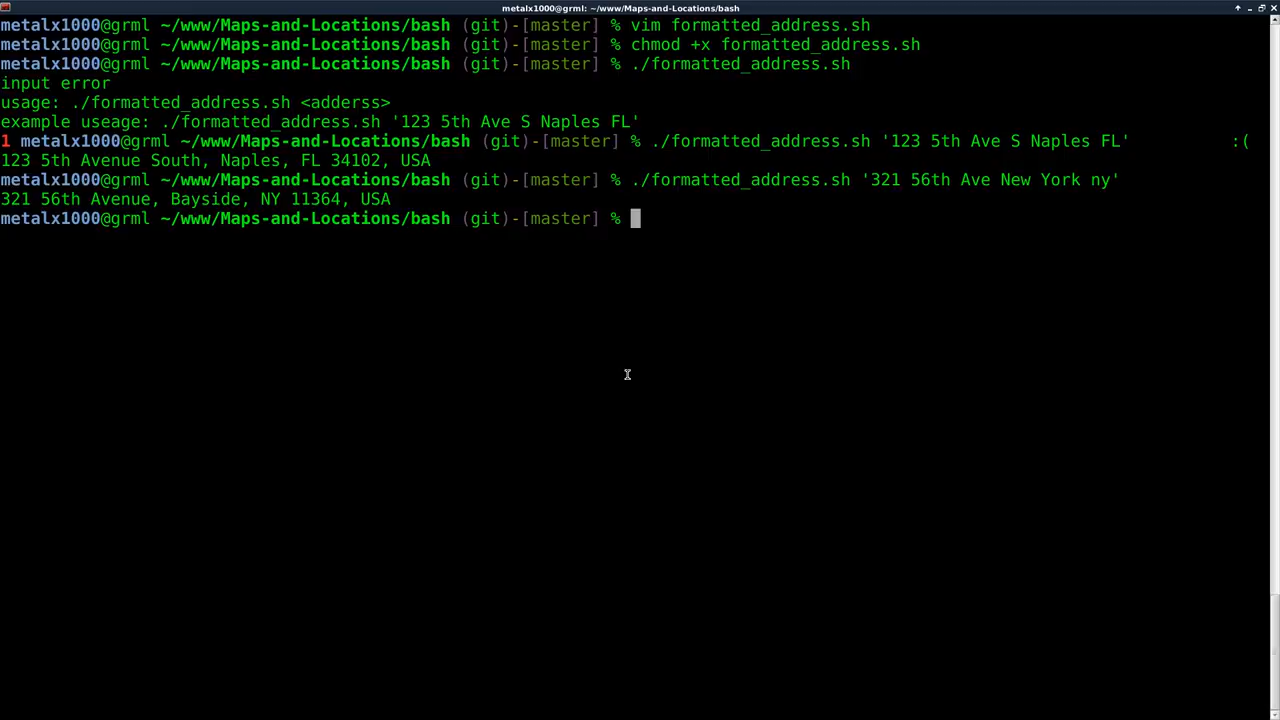 metalx1000@grml: ~/www/Maps-and-Locations/bash
metalx1000@grml ~/www/Maps-and-Locations/bash (git)-[master] % vim formatted_address.sh
metalx1000@grml ~/www/Maps-and-Locations/bash (git)-[master] % chmod +x formatted_address.sh
metalx1000@grml ~/www/Maps-and-Locations/bash (git)-[master] % ./formatted_address.sh
input error
usage: ./formatted_address.sh <adderss>
example useage: ./formatted_address.sh '123 5th Ave S Naples FL'
1 metalx1000@grml ~/www/Maps-and-Locations/bash (git)-[master] % ./formatted_address.sh '123 5th Ave S Naples FL' :(
123 5th Avenue South, Naples, FL 34102, USA
metalx1000@grml ~/www/Maps-and-Locations/bash (git)-[master] % ./formatted_address.sh '321 56th Ave New York ny'
321 56th Avenue, Bayside, NY 11364, USA
metalx1000@grml ~/www/Maps-and-Locations/bash (git)-[master] %